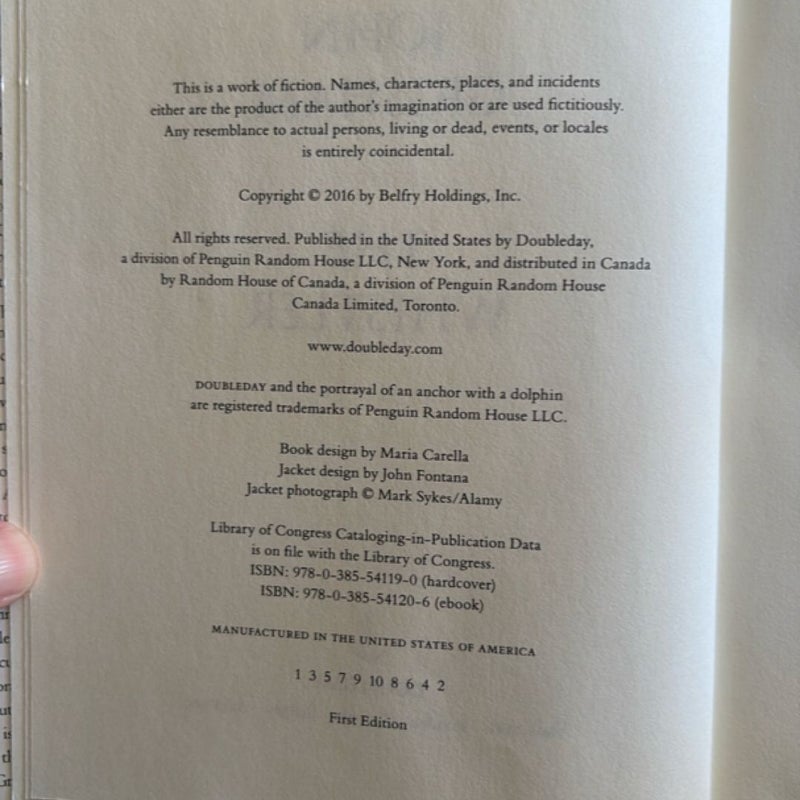 This is a work of fiction. Names, characters, places, and incidents
either are the product of the author's imagination or are used fictitiously.
Any resemblance to actual persons, living or dead, events, or locales
is entirely coincidental.
Copyright © 2016 by Belfry Holdings, Inc.
All rights reserved. Published in the United States by Doubleday,
a division of Penguin Random House LLC, New York, and distributed in Canada
by Random House of Canada, a division of Penguin Random House
Canada Limited, Toronto.
www.doubleday.com
DOUBLEDAY and the portrayal of an anchor with a dolphin
are registered trademarks of Penguin Random House LLC.
Book design by Maria Carella
Jacket design by John Fontana
Jacket photograph © Mark Sykes/Alamy
Library of Congress Cataloging-in-Publication Data
is on file with the Library of Congress.
ISBN: 978-0-385-54119-0 (hardcover)
ISBN: 978-0-385-54120-6 (ebook)
MANUFACTURED IN THE UNITED STATES OF AMERICA
1 3 5 7 9 10 8 6 4 2
First Edition